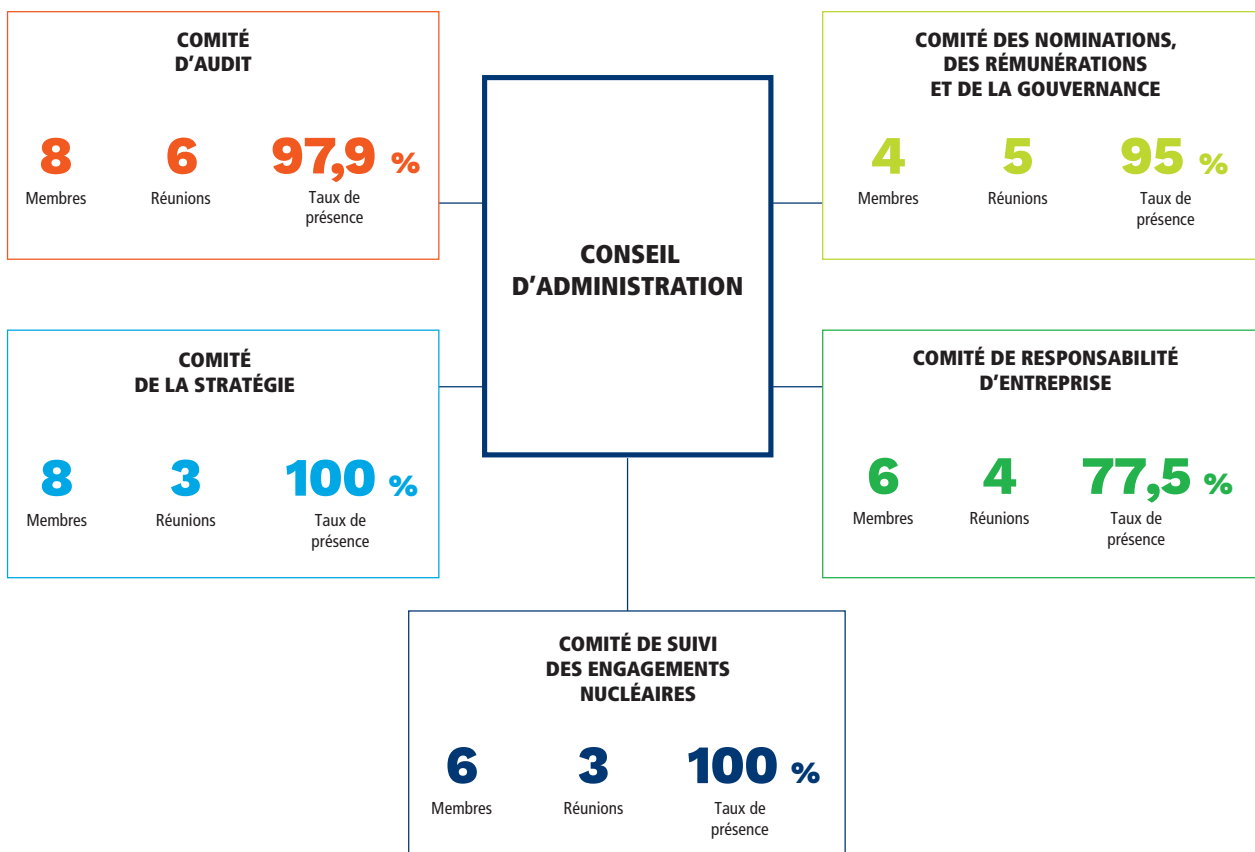 COMITÉ
D'AUDIT
8 6 97,9 %
Membres Réunions Taux de
présence
COMITÉ DES NOMINATIONS,
DES RÉMUNÉRATIONS
ET DE LA GOUVERNANCE
4 5 95 %
Membres Réunions Taux de
présence
CONSEIL
D'ADMINISTRATION
COMITÉ
DE LA STRATÉGIE
8 3 100 %
Membres Réunions Taux de
présence
COMITÉ DE RESPONSABILITÉ
D'ENTREPRISE
6 4 77,5 %
Membres Réunions Taux de
présence
COMITÉ DE SUIVI
DES ENGAGEMENTS
NUCLÉAIRES
6 3 100 %
Membres Réunions Taux de
présence